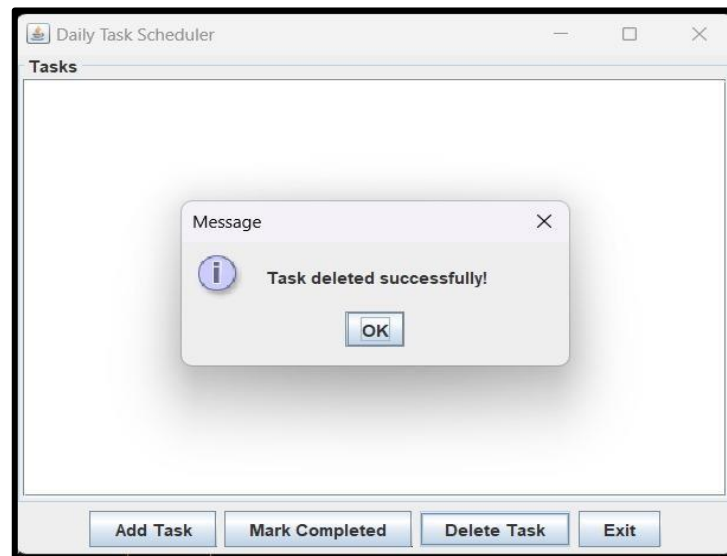 Daily Task Scheduler
Tasks
Message
i
Task deleted successfully!
OK
Add Task Mark Completed Delete Task Exit